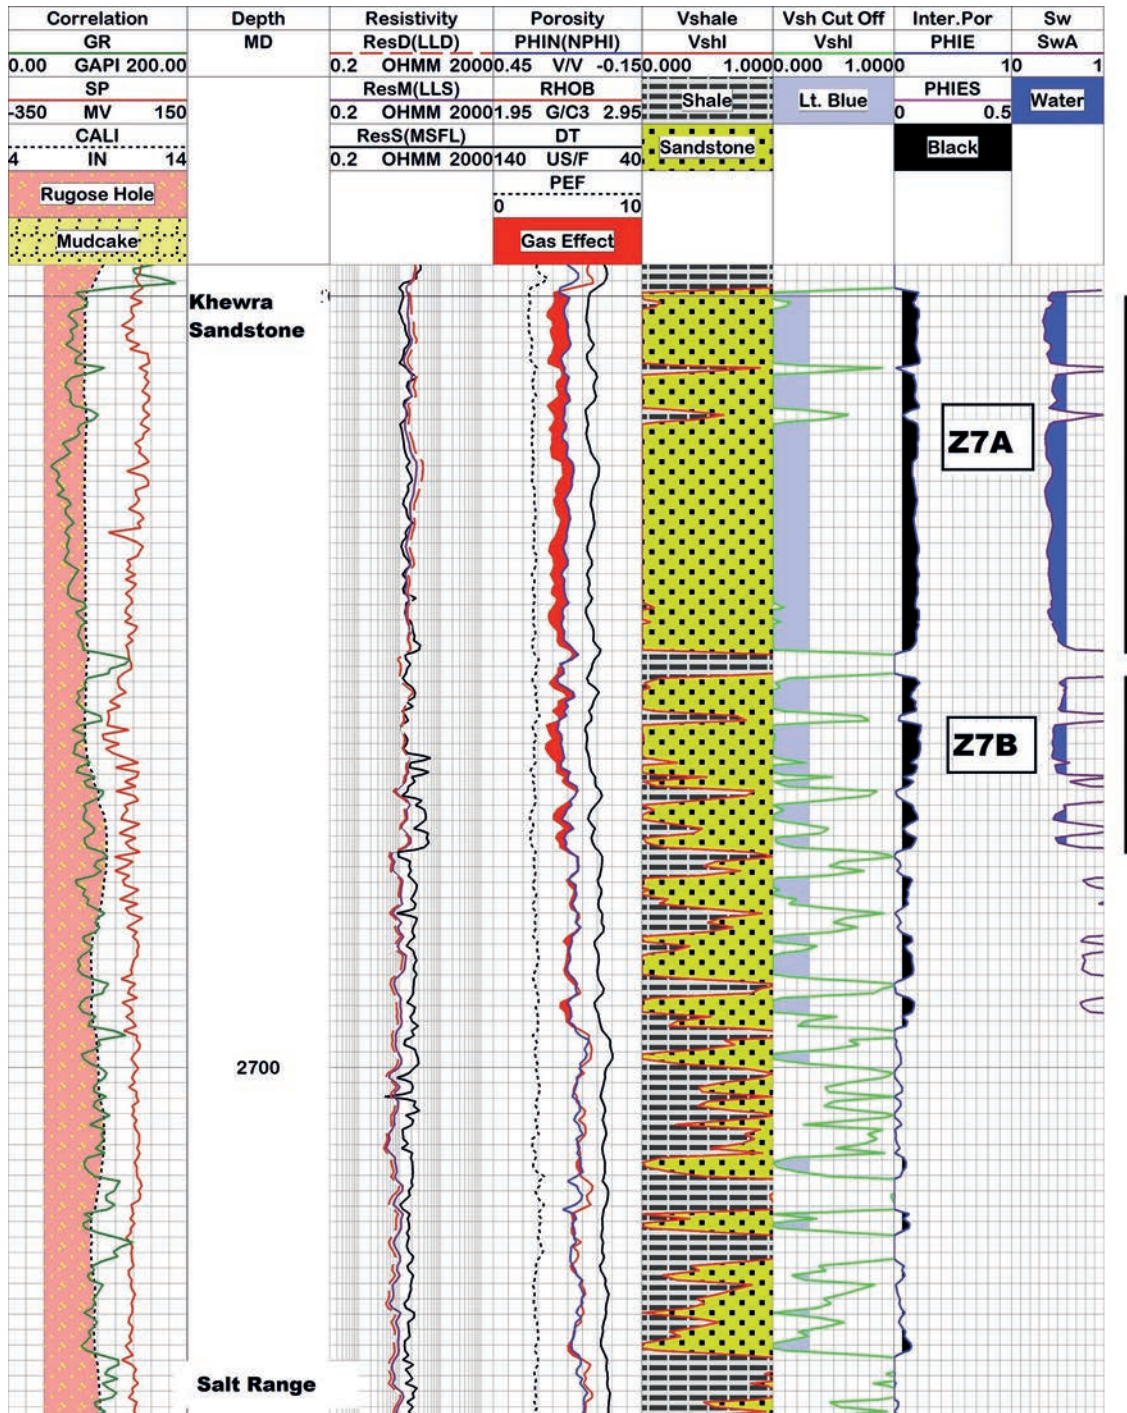 Correlation Depth Resistivity Porosity Vshale Vsh Cut Off Inter.Por Sw
GR MD ResD(LLD) PHIN(NPHI) Vshl Vshl PHIE SwA
0.00 GAPI 200.00 0.2 OHMM 2000 0.45 V/V -0.15 0.0000 1.0000 0.0000 1.0000 0 1 0 1
SP ResM(LLS) RHOB Shale Lt. Blue PHIES Water
-350 MV 150 0.2 OHMM 2000 1.95 G/C3 2.95 0 0.5
CALI ResS(MSFL) DT Sandstone Black
4 IN 14 0.2 OHMM 2000 140 US/F 40
Rugose Hole PEF
0 10
Mudcake Gas Effect
Khewra
Sandstone
Z7A
Z7B
2700
Salt Range